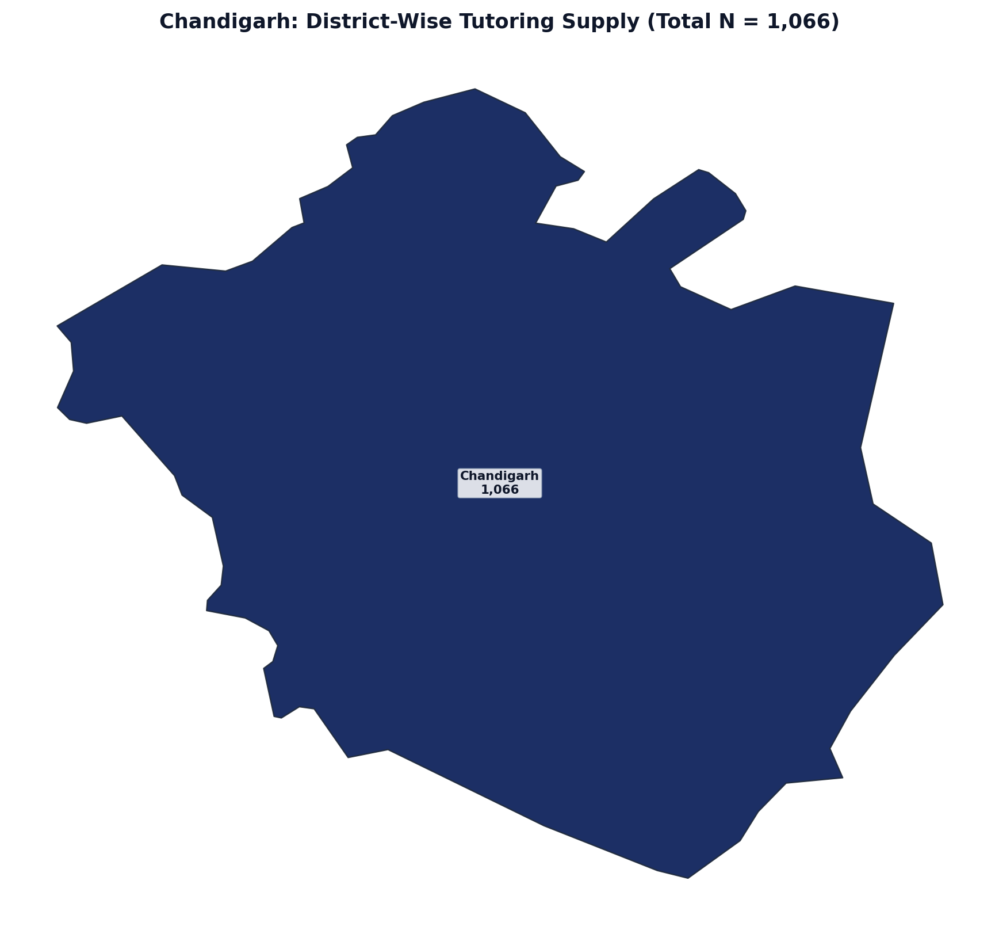 Chandigarh: District-Wise Tutoring Supply (Total N = 1,066)
Chandigarh
1,066